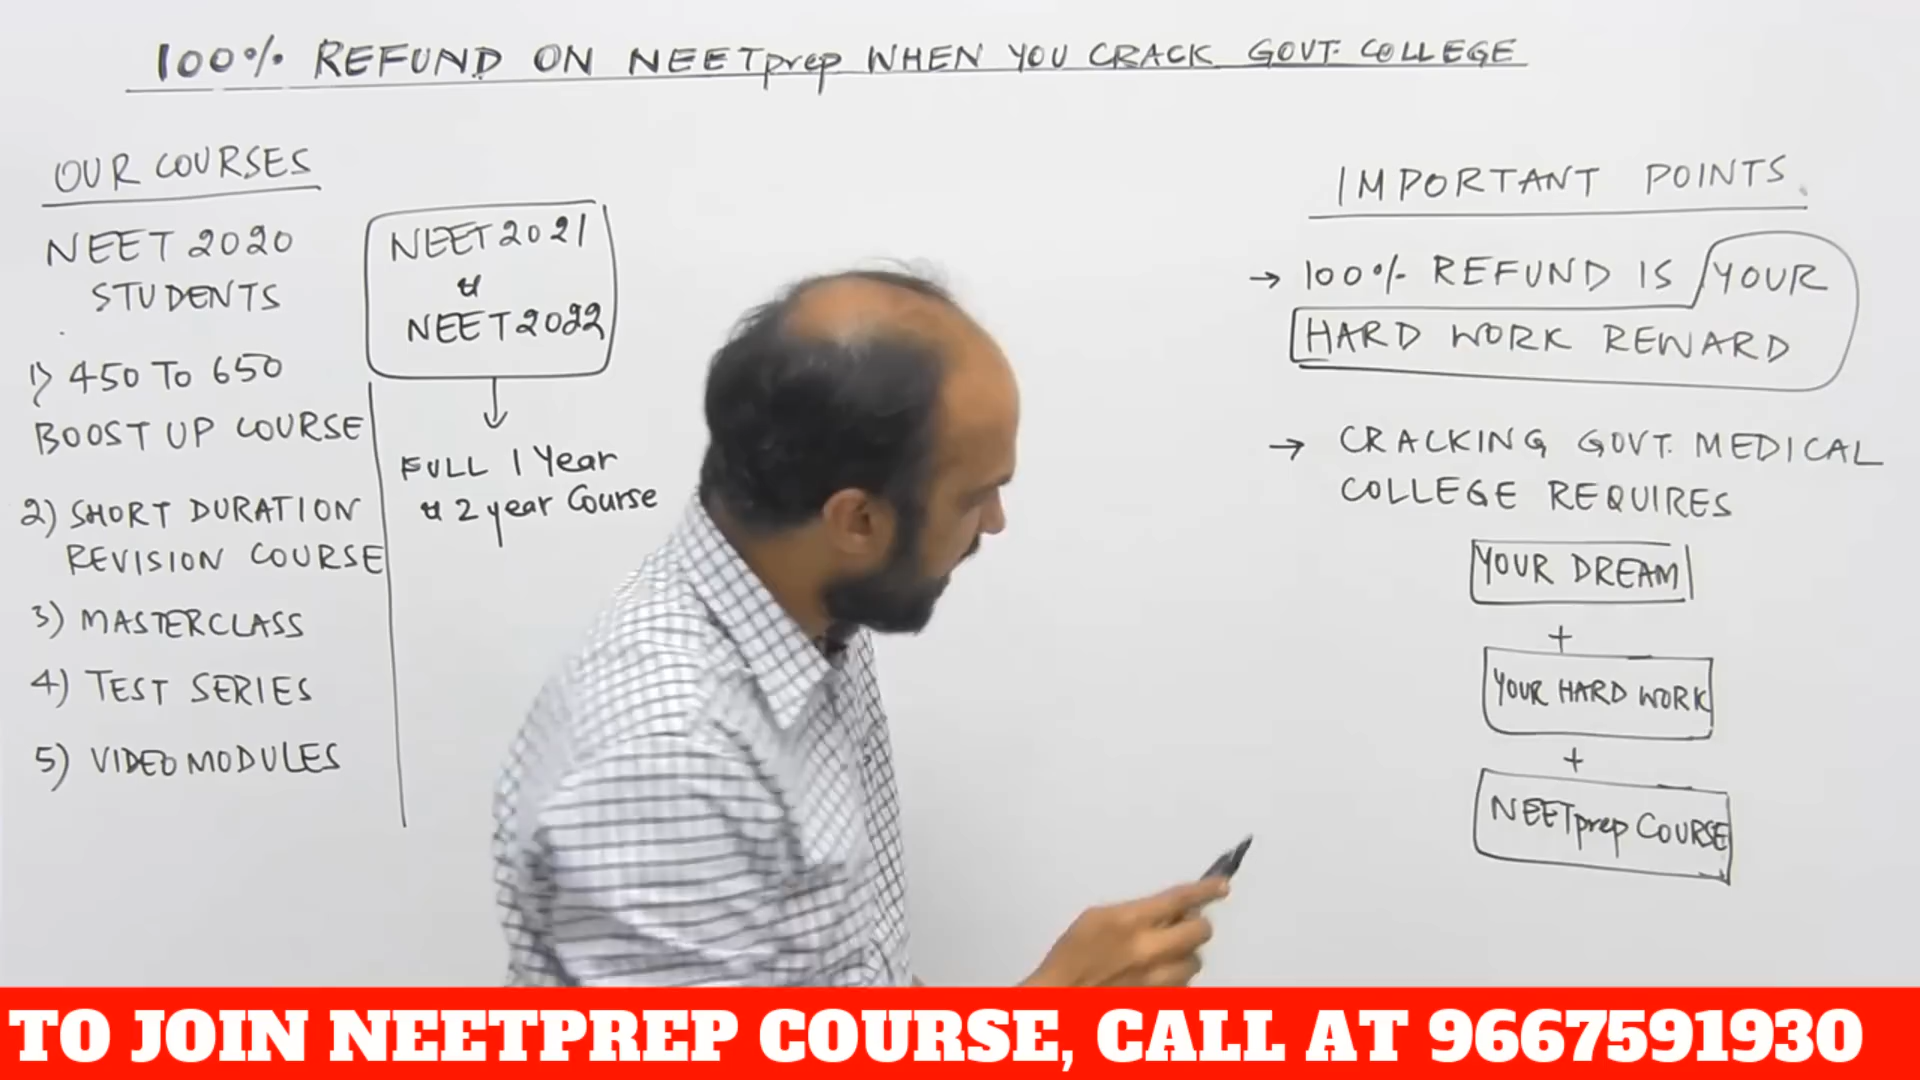 100% REFUND ON NEETprep WHEN YOU CRACK GOVT. COLLEGE
OUR COURSES
NEET 2020
STUDENTS
1) 450 TO 650
BOOST UP COURSE
2) SHORT DURATION
REVISION COURSE
3) MASTERCLASS
4) TEST SERIES
5) VIDEO MODULES
NEET 2021
&
NEET 2022
FULL 1 Year
& 2 year Course
IMPORTANT POINTS.
→ 100% REFUND IS YOUR
HARD WORK REWARD
→ CRACKING GOVT. MEDICAL
COLLEGE REQUIRES
YOUR DREAM
+
YOUR HARD WORK
+
NEETprep COURSE
TO JOIN NEETPREP COURSE, CALL AT 9667591930